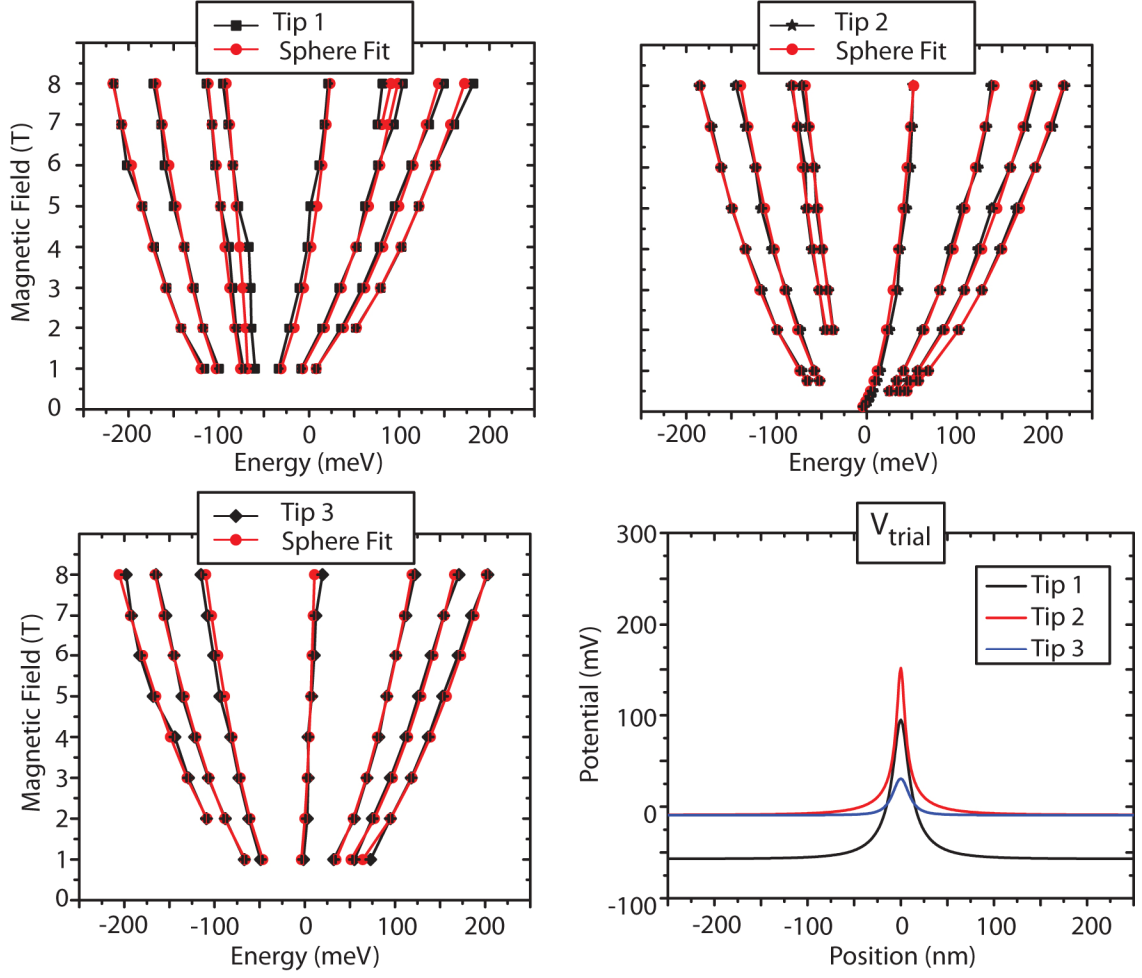 Tip 1
Sphere Fit
8
7
6
5
4
3
2
1
0
Magnetic Field (T)
-200 -100 0 100 200
Energy (meV)
Tip 2
Sphere Fit
-200 -100 0 100 200
Energy (meV)
Tip 3
Sphere Fit
8
7
6
5
4
3
2
1
0
Magnetic Field (T)
-200 -100 0 100 200
Energy (meV)
Vtrial
Tip 1
Tip 2
Tip 3
300
200
100
0
-100
Potential (mV)
-200 -100 0 100 200
Position (nm)